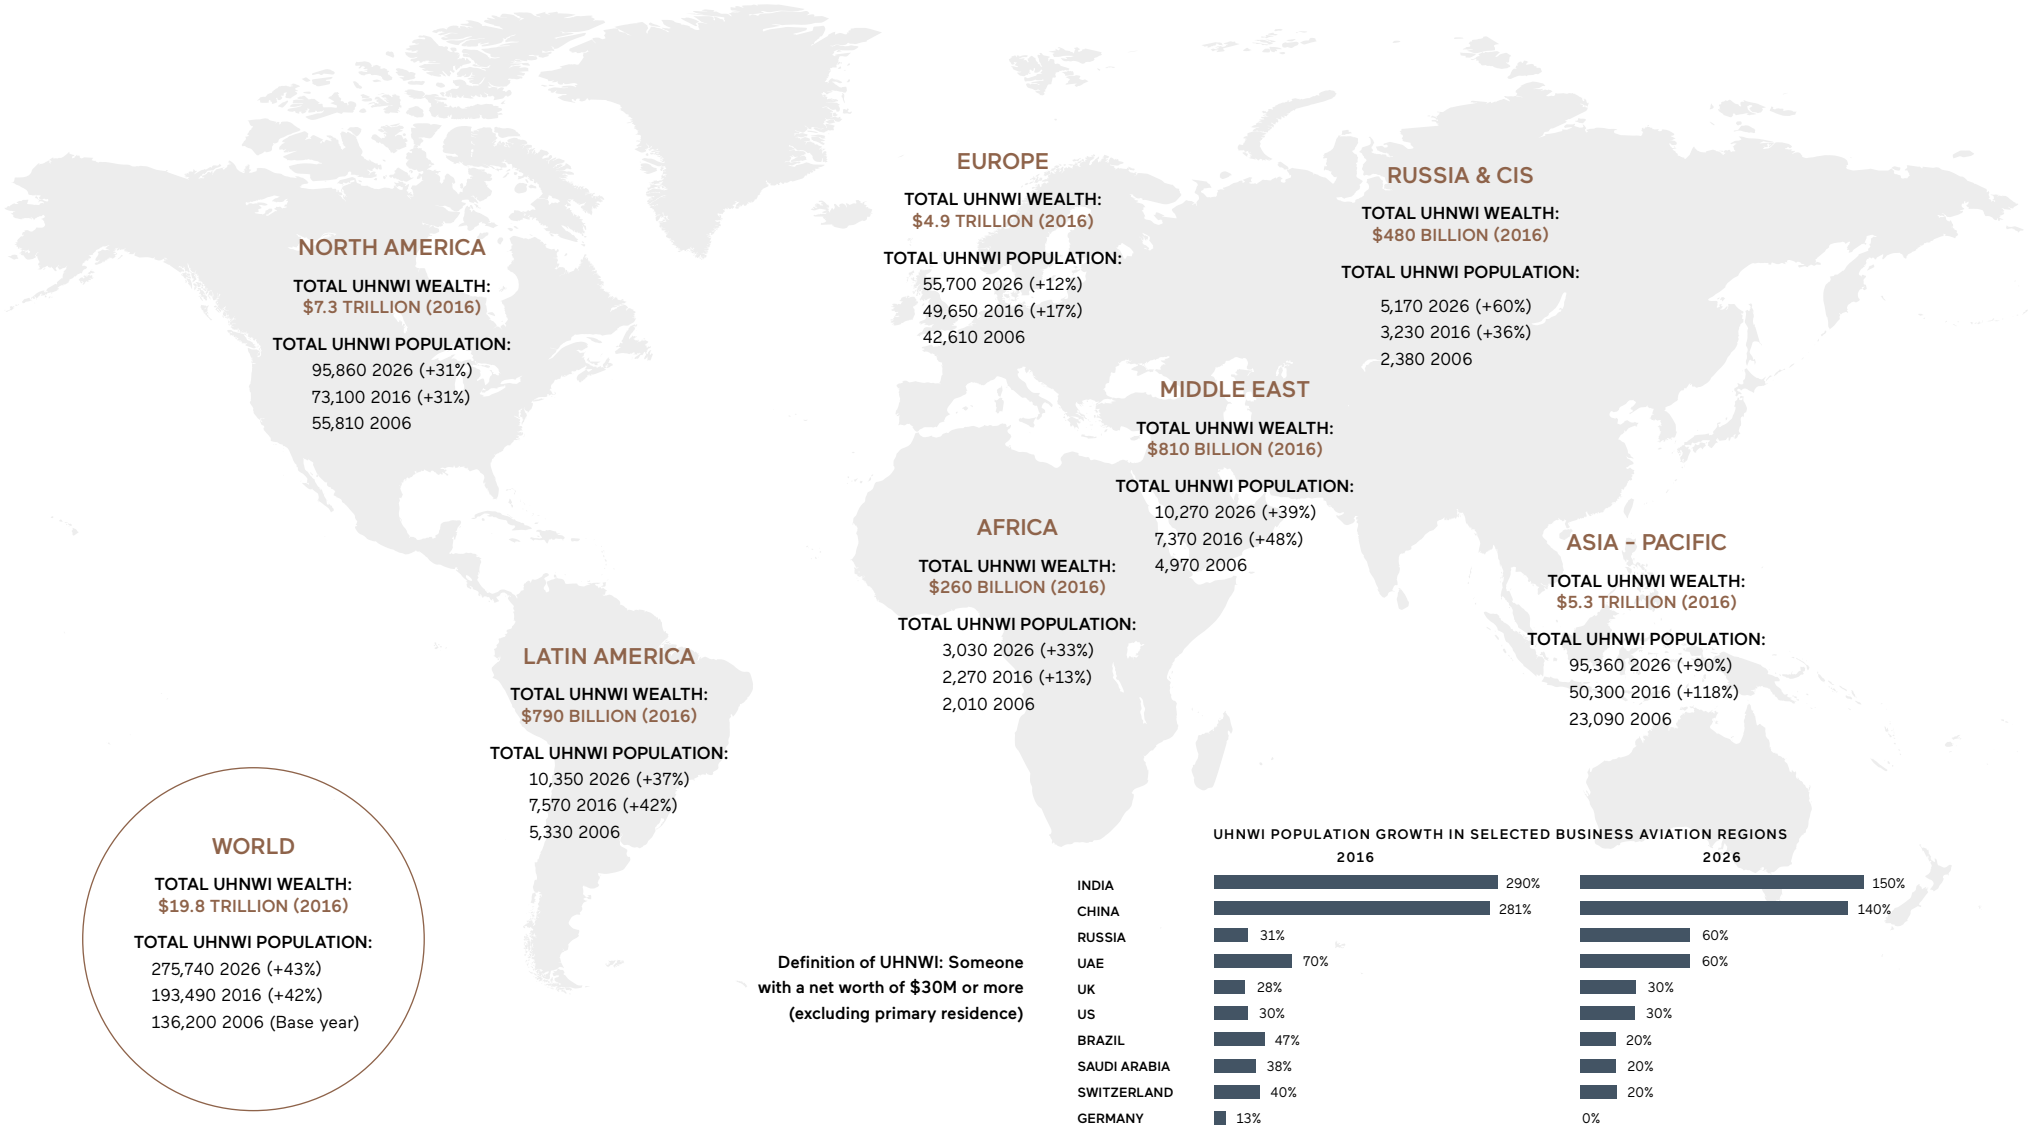 EUROPE
TOTAL UHNWI WEALTH:
$4.9 TRILLION (2016)
TOTAL UHNWI POPULATION:
55,700 2026 (+12%)
49,650 2016 (+17%)
42,610 2006
RUSSIA & CIS
TOTAL UHNWI WEALTH:
$480 BILLION (2016)
TOTAL UHNWI POPULATION:
5,170 2026 (+60%)
3,230 2016 (+36%)
2,380 2006
NORTH AMERICA
TOTAL UHNWI WEALTH:
$7.3 TRILLION (2016)
TOTAL UHNWI POPULATION:
95,860 2026 (+31%)
73,100 2016 (+31%)
55,810 2006
MIDDLE EAST
TOTAL UHNWI WEALTH:
$810 BILLION (2016)
TOTAL UHNWI POPULATION:
10,270 2026 (+39%)
7,370 2016 (+48%)
4,970 2006
AFRICA
TOTAL UHNWI WEALTH:
$260 BILLION (2016)
TOTAL UHNWI POPULATION:
3,030 2026 (+33%)
2,270 2016 (+13%)
2,010 2006
ASIA - PACIFIC
TOTAL UHNWI WEALTH:
$5.3 TRILLION (2016)
TOTAL UHNWI POPULATION:
95,360 2026 (+90%)
50,300 2016 (+118%)
23,090 2006
LATIN AMERICA
TOTAL UHNWI WEALTH:
$790 BILLION (2016)
TOTAL UHNWI POPULATION:
10,350 2026 (+37%)
7,570 2016 (+42%)
5,330 2006
WORLD
TOTAL UHNWI WEALTH:
$19.8 TRILLION (2016)
TOTAL UHNWI POPULATION:
275,740 2026 (+43%)
193,490 2016 (+42%)
136,200 2006 (Base year)
Definition of UHNWI: Someone
with a net worth of $30M or more
(excluding primary residence)
UHNWI POPULATION GROWTH IN SELECTED BUSINESS AVIATION REGIONS
2016 2026
INDIA 290% 150%
CHINA 281% 140%
RUSSIA 31% 60%
UAE 70% 60%
UK 28% 30%
US 30% 30%
BRAZIL 47% 20%
SAUDI ARABIA 38% 20%
SWITZERLAND 40% 20%
GERMANY 13% 0%